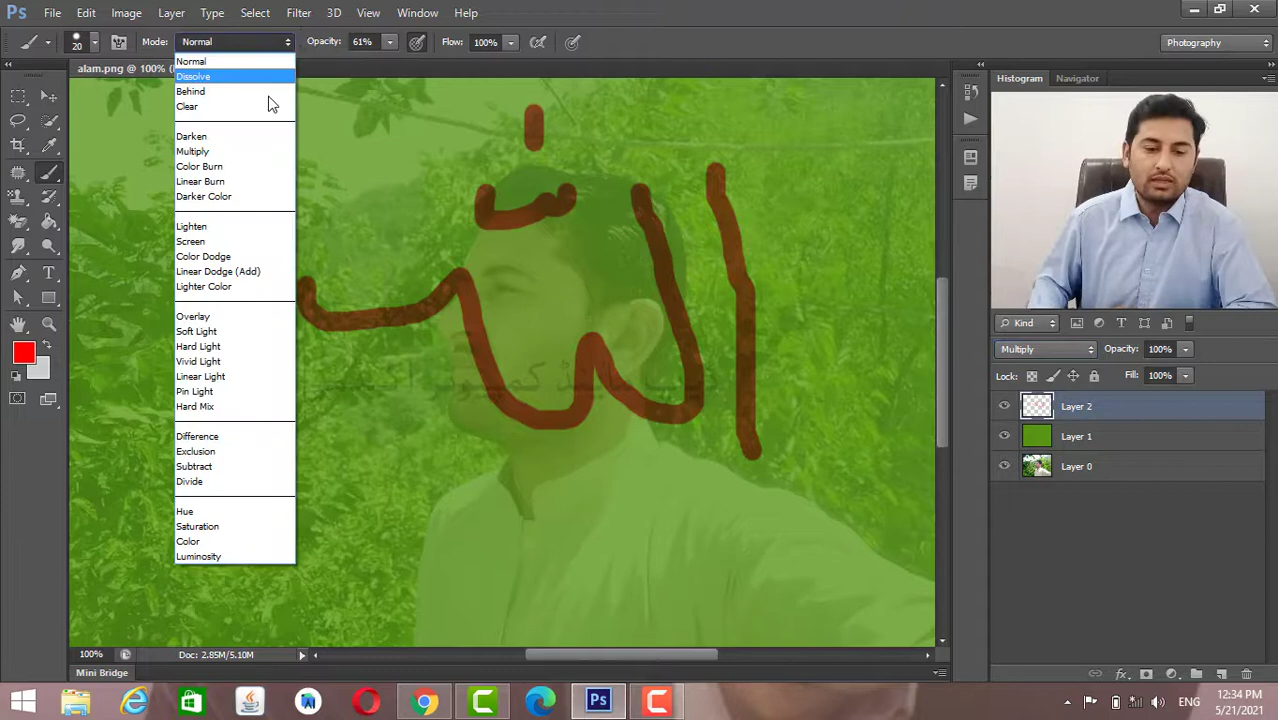 Ps File Edit Image Layer Type Select Filter 3D View Window Help
20 Mode: Normal Opacity: 61% Flow: 100% Photography
alam.png @ 100% (
Normal
Dissolve
Behind
Clear
Darken
Multiply
Color Burn
Linear Burn
Darker Color
Lighten
Screen
Color Dodge
Linear Dodge (Add)
Lighter Color
Overlay
Soft Light
Hard Light
Vivid Light
Linear Light
Pin Light
Hard Mix
Difference
Exclusion
Subtract
Divide
Hue
Saturation
Color
Luminosity
Histogram Navigator
Kind
Multiply Opacity: 100%
Lock: Fill: 100%
Layer 2
Layer 1
Layer 0
100% Doc: 2.85M/5.10M
Mini Bridge
Ps
12:34 PM
5/21/2021